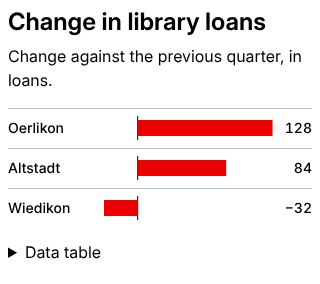 Change in library loans
Change against the previous quarter, in
loans.
Oerlikon 128
Altstadt 84
Wiedikon −32
Data table